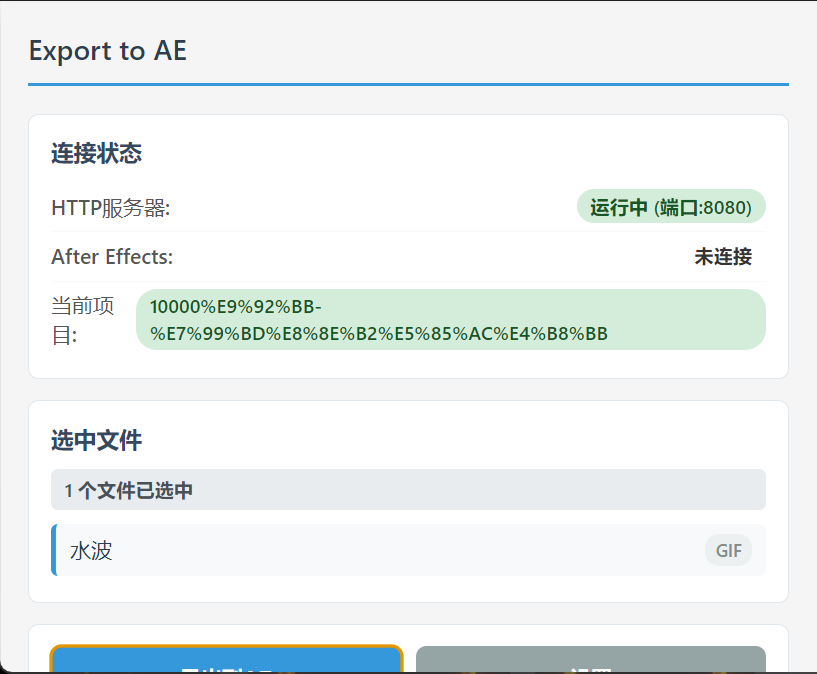 Export to AE
连接状态
HTTP服务器:
运行中 (端口:8080)
After Effects:
未连接
当前项
目:
10000%E9%92%BB-
%E7%99%BD%E8%8E%B2%E5%85%AC%E4%B8%BB
选中文件
1 个文件已选中
水波
GIF